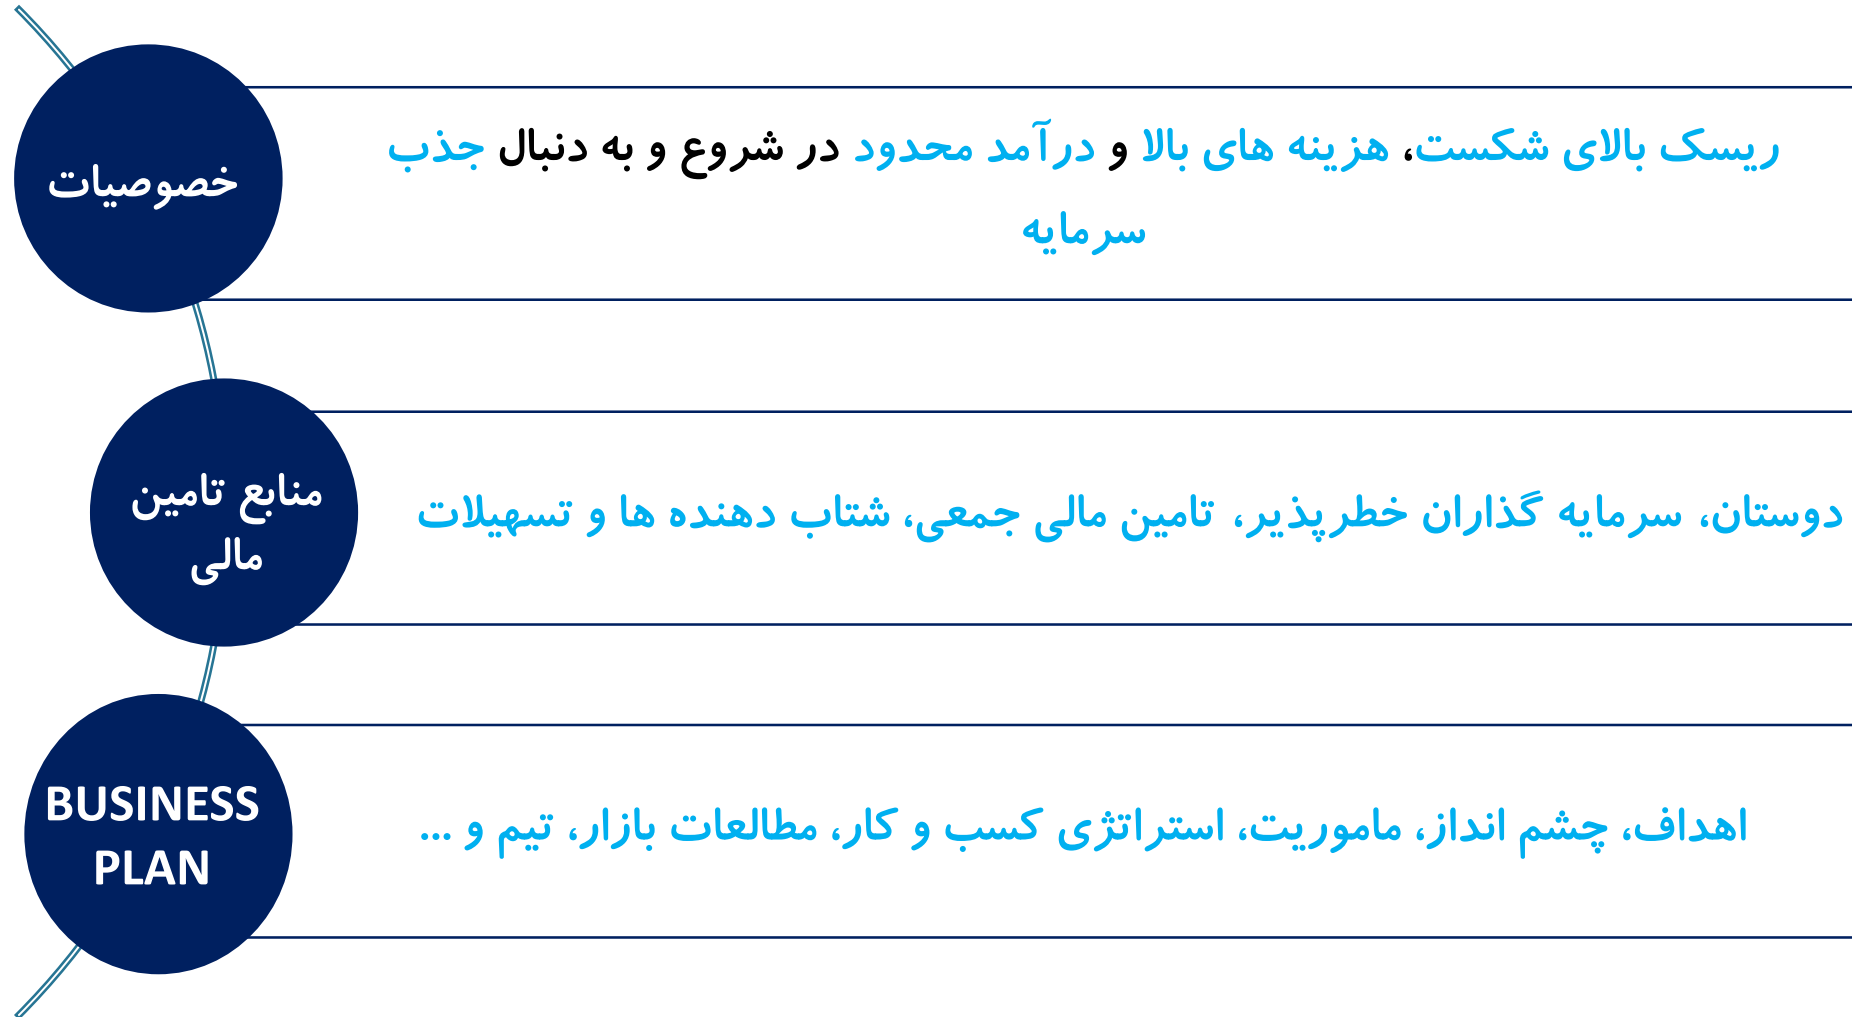 خصوصیات
ریسک بالای شکست، هزینه های بالا و درآمد محدود در شروع و به دنبال جذب
سرمایه
منابع تامین
مالی
دوستان، سرمایه گذاران خطرپذیر، تامین مالی جمعی، شتاب دهنده ها و تسهیلات
BUSINESS
PLAN
اهداف، چشم انداز، ماموریت، استراتژی کسب و کار، مطالعات بازار، تیم و ...